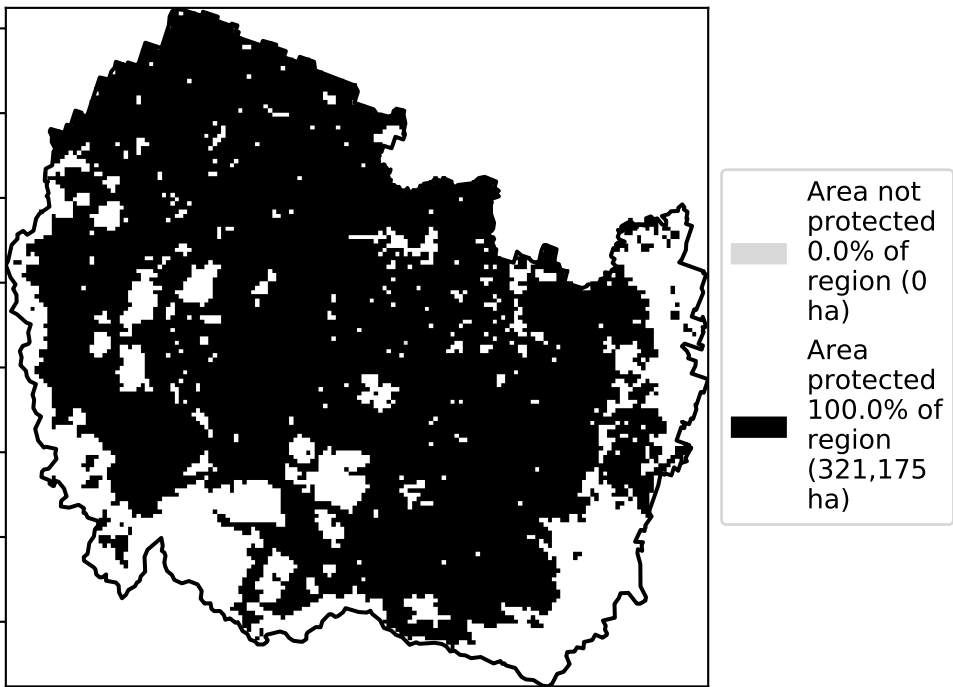 Area not
protected
0.0% of
region (0
ha)
Area
protected
100.0% of
region
(321,175
ha)